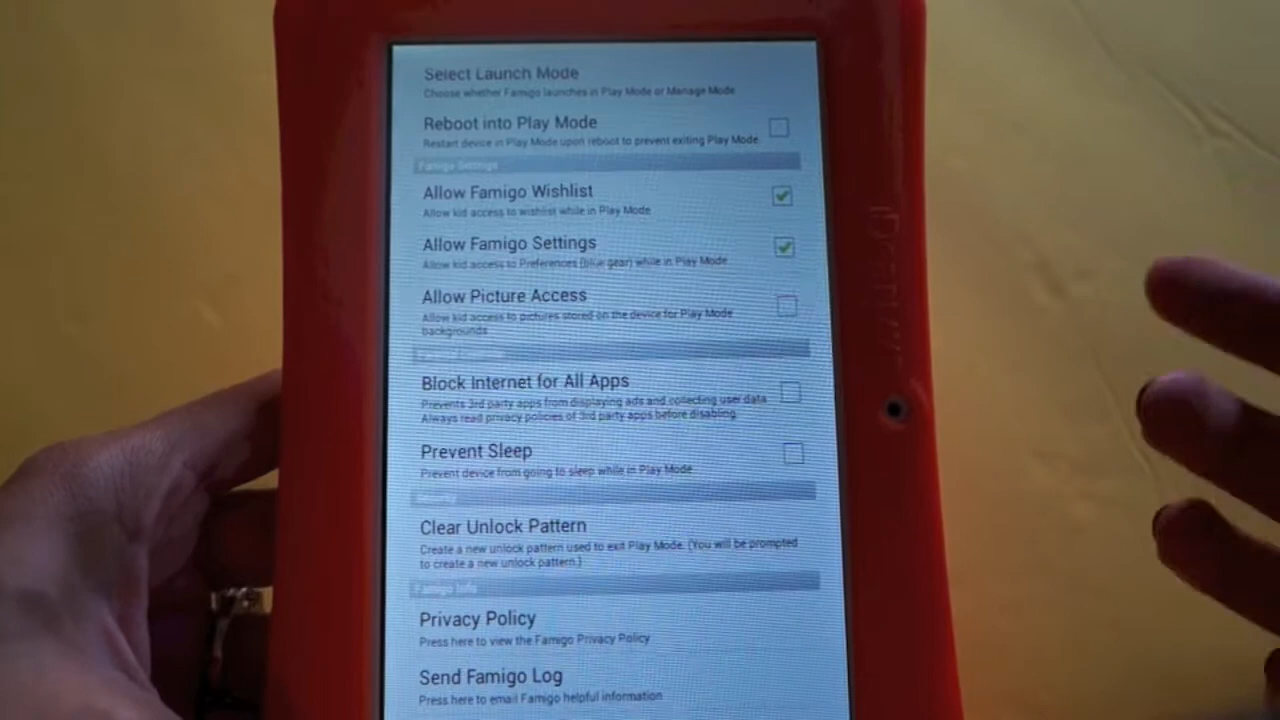 Select Launch Mode
Choose whether Famigo launches in Play Mode or Manage Mode
Reboot into Play Mode
Restart device in Play Mode upon reboot to prevent exiting Play Mode
Famigo Settings
Allow Famigo Wishlist
Allow kid access to wishlist while in Play Mode
Allow Famigo Settings
Allow kid access to Preferences (blue gear) while in Play Mode
Allow Picture Access
Allow kid access to pictures stored on the device for Play Mode
backgrounds
Block Internet for All Apps
Prevents 3rd party apps from displaying ads and collecting user data.
Always read privacy policies of 3rd party apps before disabling.
Prevent Sleep
Prevent device from going to sleep while in Play Mode
Security
Clear Unlock Pattern
Create a new unlock pattern used to exit Play Mode. (You will be prompted
to create a new unlock pattern.)
Famigo Info
Privacy Policy
Press here to view the Famigo Privacy Policy
Send Famigo Log
Press here to email Famigo helpful information